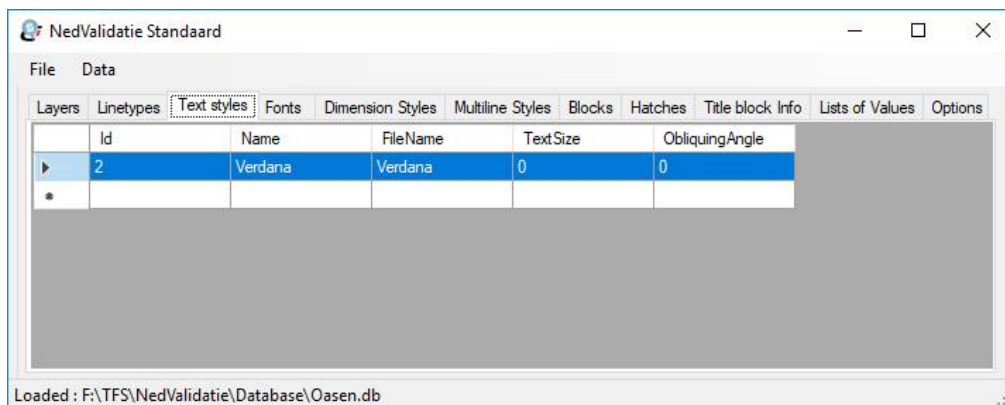 NedValidatie Standaard
File Data
Layers Linetypes Text styles Fonts Dimension Styles Multiline Styles Blocks Hatches Title block Info Lists of Values Options
Id Name FileName TextSize ObliquingAngle
2 Verdana Verdana 0 0
Loaded : F:\TFS\NedValidatie\Database\Oasen.db